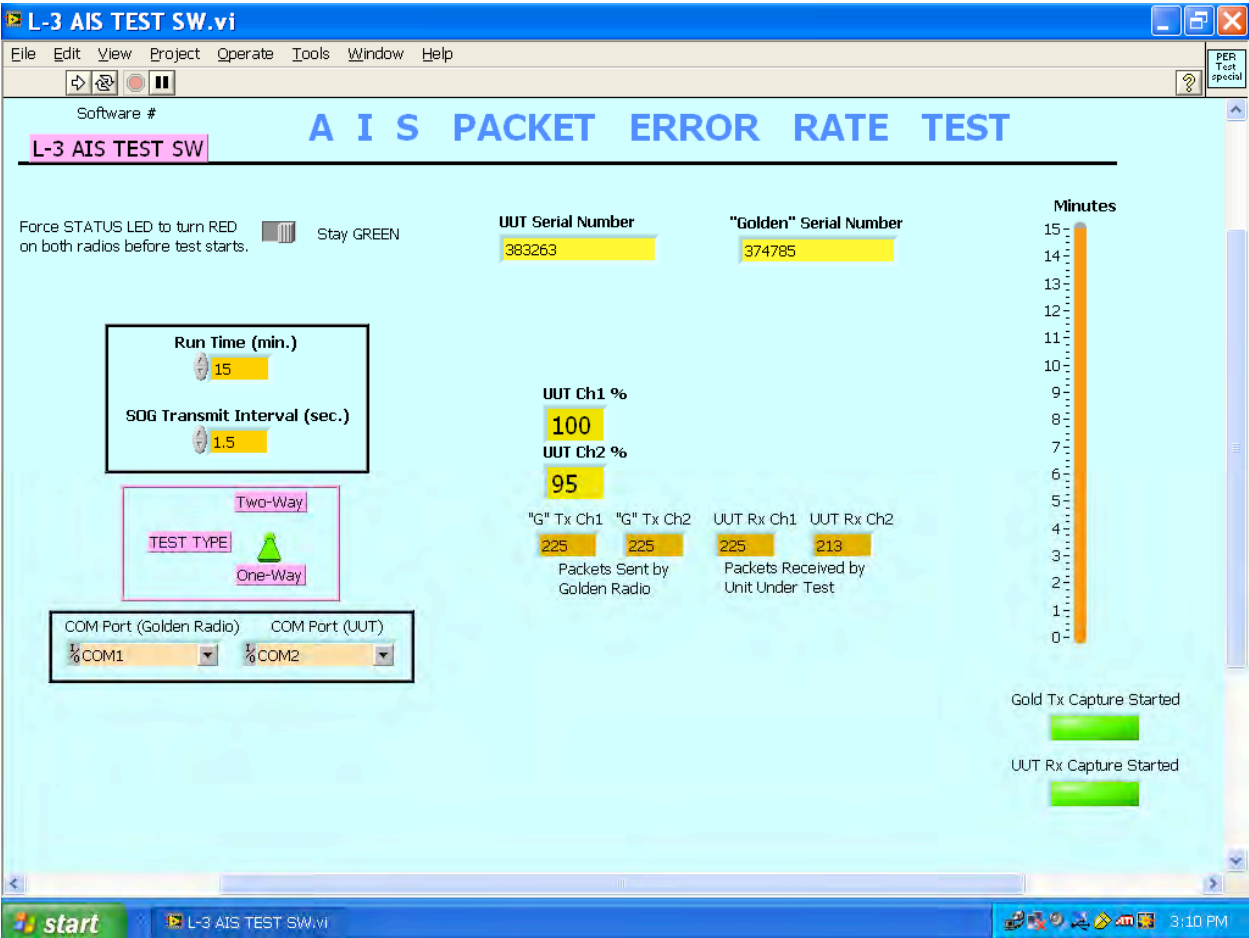 L-3 AIS TEST SW.vi
File Edit View Project Operate Tools Window Help
PER
Test
special
Software #
L-3 AIS TEST SW
A I S PACKET ERROR RATE TEST
Force STATUS LED to turn RED
on both radios before test starts.
Stay GREEN
UUT Serial Number
383263
"Golden" Serial Number
374785
Minutes
15
14
13
12
11
10
9
8
7
6
5
4
3
2
1
0
Run Time (min.)
15
SOG Transmit Interval (sec.)
1.5
UUT Ch1 %
100
UUT Ch2 %
95
Two-Way
TEST TYPE
One-Way
"G" Tx Ch1 "G" Tx Ch2 UUT Rx Ch1 UUT Rx Ch2
225 225 225 213
Packets Sent by
Golden Radio
Packets Received by
Unit Under Test
COM Port (Golden Radio) COM Port (UUT)
COM1 COM2
Gold Tx Capture Started
UUT Rx Capture Started
start L-3 AIS TEST SW.vi 3:10 PM